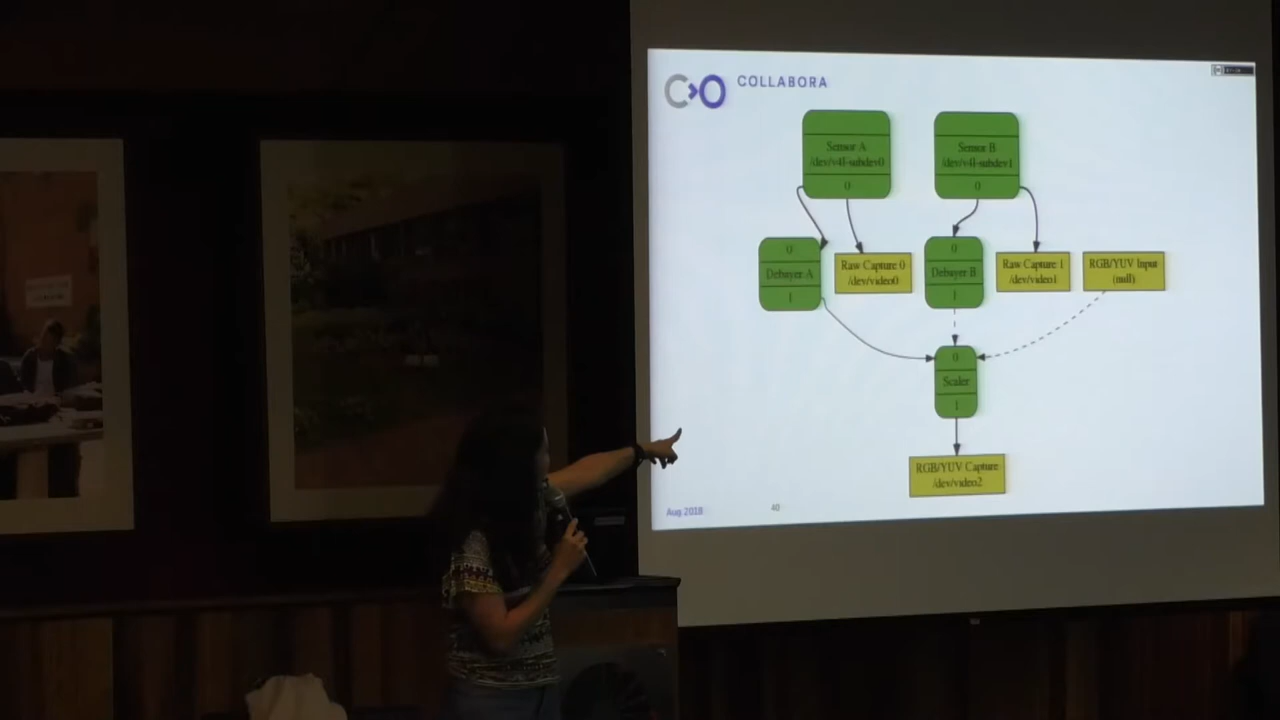 COLLABORA
Sensor A
/dev/v4l-subdev0
0
Sensor B
/dev/v4l-subdev1
0
0
Debayer A
1
Raw Capture 0
/dev/video0
0
Debayer B
1
Raw Capture 1
/dev/video1
RGB/YUV Input
(null)
0
Scaler
1
RGB/YUV Capture
/dev/video2
Aug 2018
40